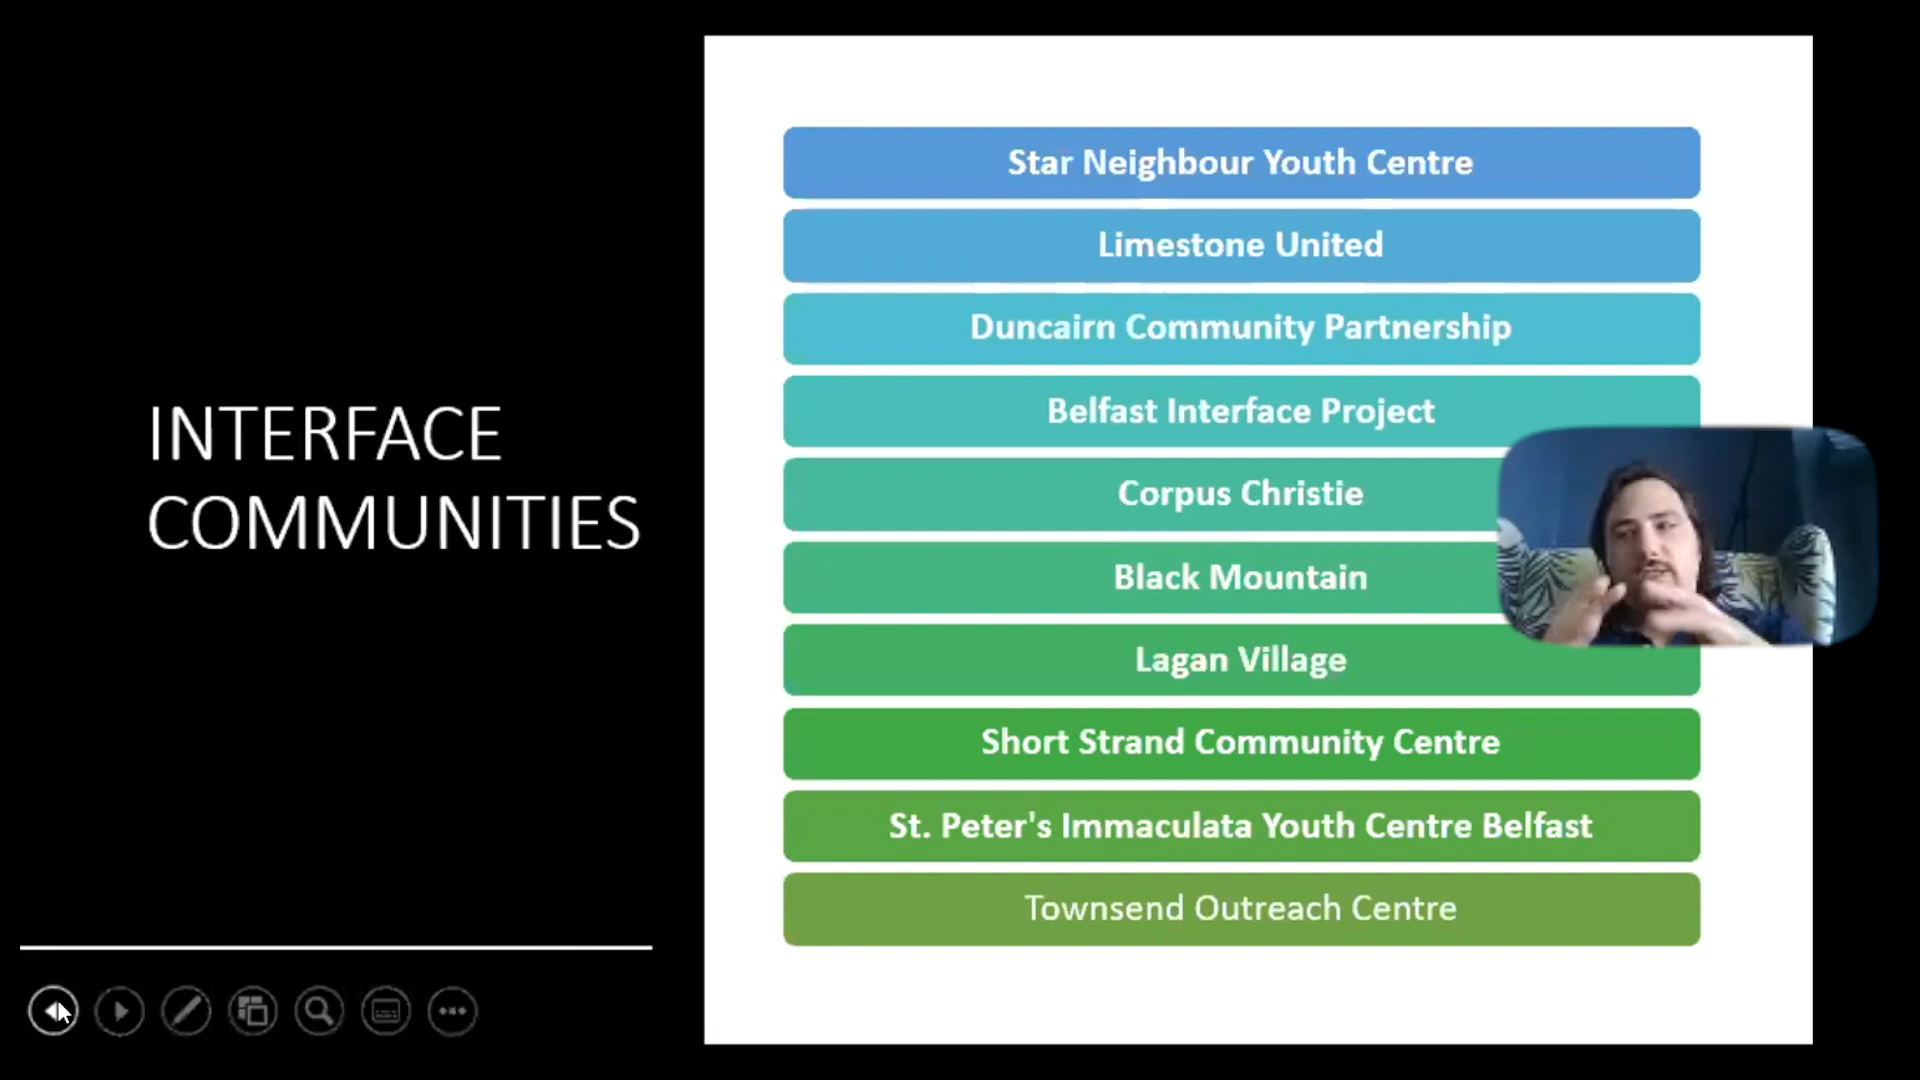 INTERFACE
COMMUNITIES
Star Neighbour Youth Centre
Limestone United
Duncairn Community Partnership
Belfast Interface Project
Corpus Christie
Black Mountain
Lagan Village
Short Strand Community Centre
St. Peter's Immaculata Youth Centre Belfast
Townsend Outreach Centre